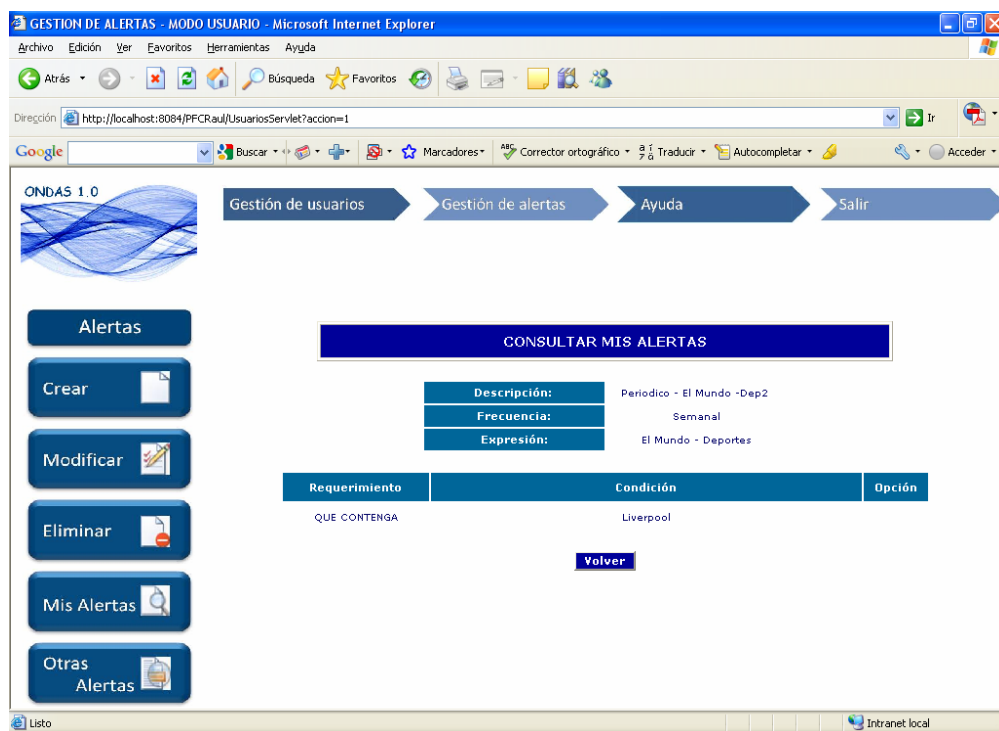 GESTION DE ALERTAS - MODO USUARIO - Microsoft Internet Explorer
Archivo Edición Ver Favoritos Herramientas Ayuda
Atrás Búsqueda Favoritos
Dirección http://localhost:8084/PFCRaul/UsuariosServlet?accion=1 Ir
Google Buscar Marcadores ABC Corrector ortográfico Traducir Autocompletar Acceder
ONDAS 1.0
Gestión de usuarios Gestión de alertas Ayuda Salir
Alertas
Crear
Modificar
Eliminar
Mis Alertas
Otras
Alertas
CONSULTAR MIS ALERTAS
Descripción: Periodico - El Mundo -Dep2
Frecuencia: Semanal
Expresión: El Mundo - Deportes
Requerimiento Condición Opción
QUE CONTENGA Liverpool
Volver
Listo Intranet local